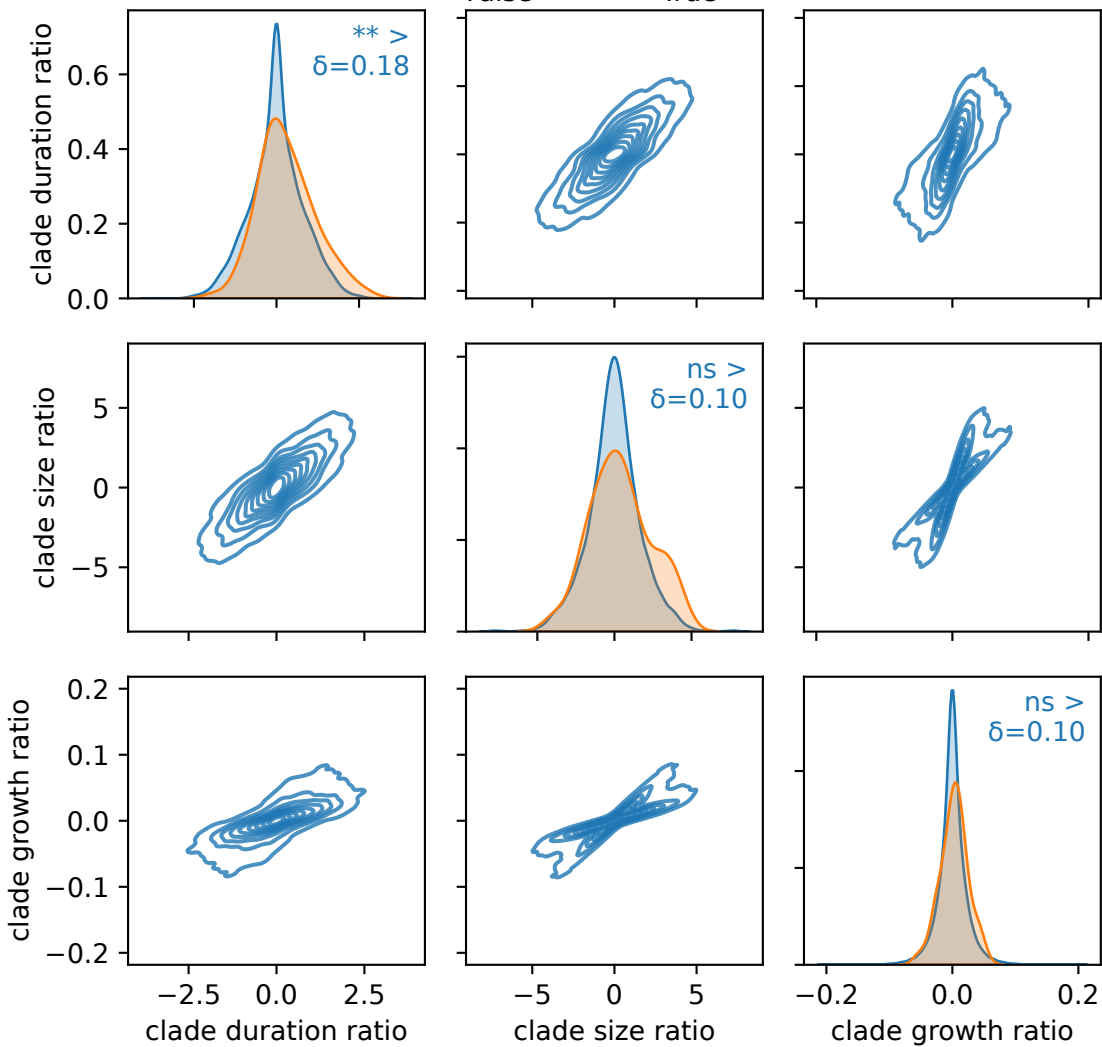 clade duration ratio
0.6
0.4
0.2
0.0
** >
δ=0.18
clade size ratio
5
0
−5
ns >
δ=0.10
clade growth ratio
0.2
0.1
0.0
−0.1
−0.2
ns >
δ=0.10
−2.5 0.0 2.5
−5 0 5
−0.2 0.0 0.2
clade duration ratio
clade size ratio
clade growth ratio